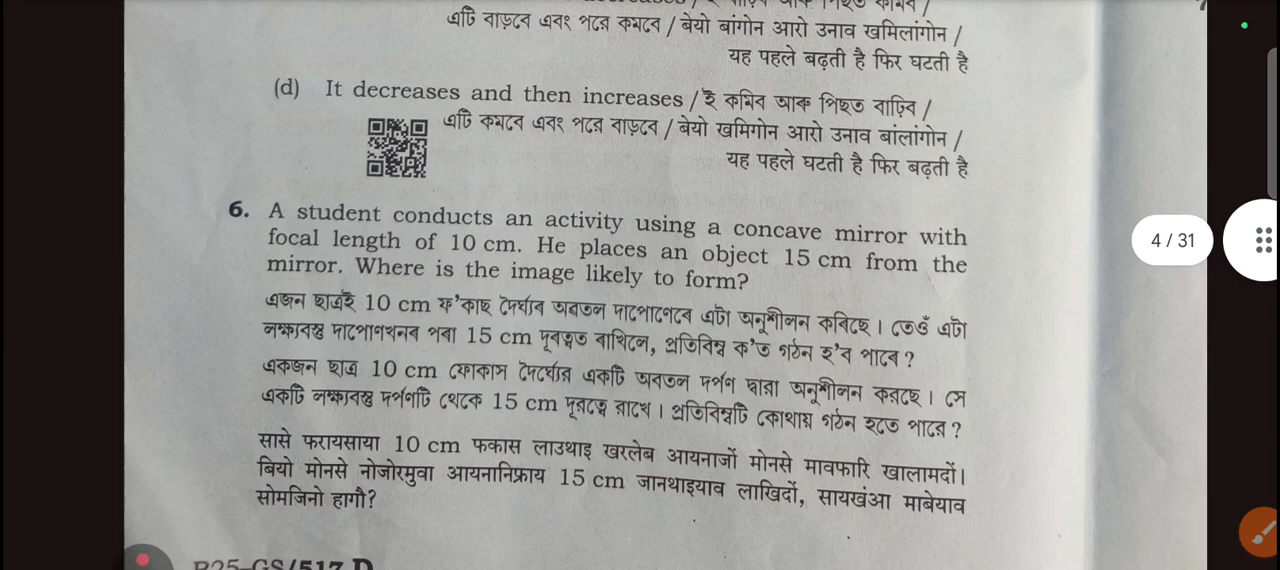 এটি বাড়বে এবং পরে কমবে / बेयो बांगोन आरो उनाव खमिलांगोन /
यह पहले बढ़ती है फिर घटती है
(d) It decreases and then increases / ই কমিব আৰু পিছত বাঢ়িব /
এটি কমবে এবং পরে বাড়বে / बेयो खमिगोन आरो उनाव बांलांगोन /
यह पहले घटती है फिर बढ़ती है
6. A student conducts an activity using a concave mirror with
focal length of 10 cm. He places an object 15 cm from the
mirror. Where is the image likely to form?
4 / 31
এজন ছাত্ৰই 10 cm ফ'কাছ দৈৰ্ঘ্যৰ অৱতল দাপোণেৰে এটা অনুশীলন কৰিছে। তেওঁ এটা
লক্ষ্যবস্তু দাপোণখনৰ পৰা 15 cm দূৰত্বত ৰাখিলে, প্ৰতিবিম্ব ক'ত গঠন হ'ব পাৰে?
একজন ছাত্র 10 cm ফোকাস দৈর্ঘ্যের একটি অবতল দর্পণ দ্বারা অনুশীলন করছে। সে
একটি লক্ষ্যবস্তু দর্পণটি থেকে 15 cm দূরত্বে রাখে। প্রতিবিম্বটি কোথায় গঠন হতে পারে?
सासे फरायसाया 10 cm फकास लाउथाइ खरलेब आयनाजों मोनसे मावफारि खालामदों।
बियो मोनसे नोजोरमुवा आयनानिफ्राय 15 cm जानथाइयाव लाखिदों, सायखंआ माबेयाव
सोमजिनो हागौ?